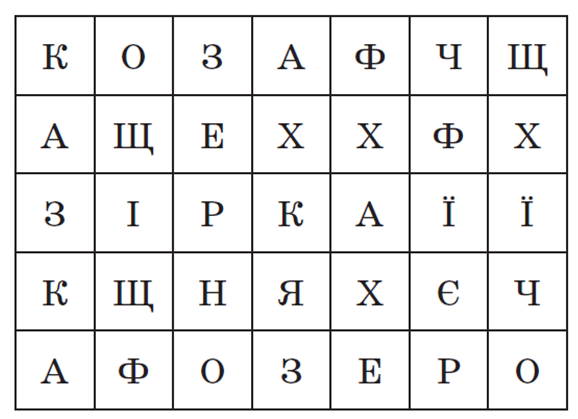 К О З А Ф Ч Щ
А Щ Е Х Х Ф Х
З І Р К А Ї Ї
К Щ Н Я Х Є Ч
А Ф О З Е Р О